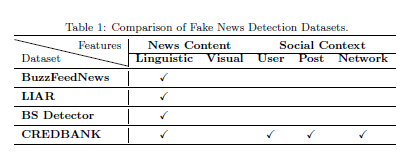 Table 1: Comparison of Fake News Detection Datasets.
Features News Content Social Context
Dataset Linguistic Visual User Post Network
BuzzFeedNews ✓
LIAR ✓
BS Detector ✓
CREDBANK ✓ ✓ ✓ ✓